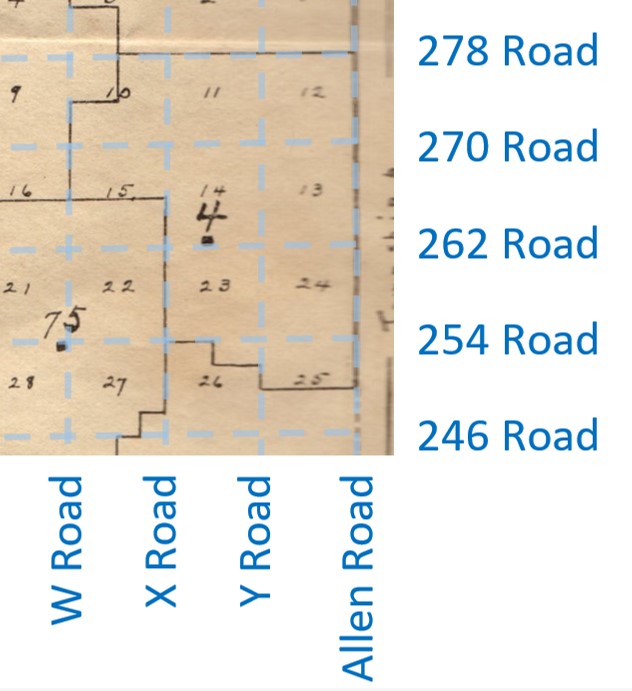 278 Road
9 10 11 12
270 Road
16 15 14 13
4
262 Road
21 22 23 24
75
254 Road
28 27 26 25
246 Road
W Road
X Road
Y Road
Allen Road